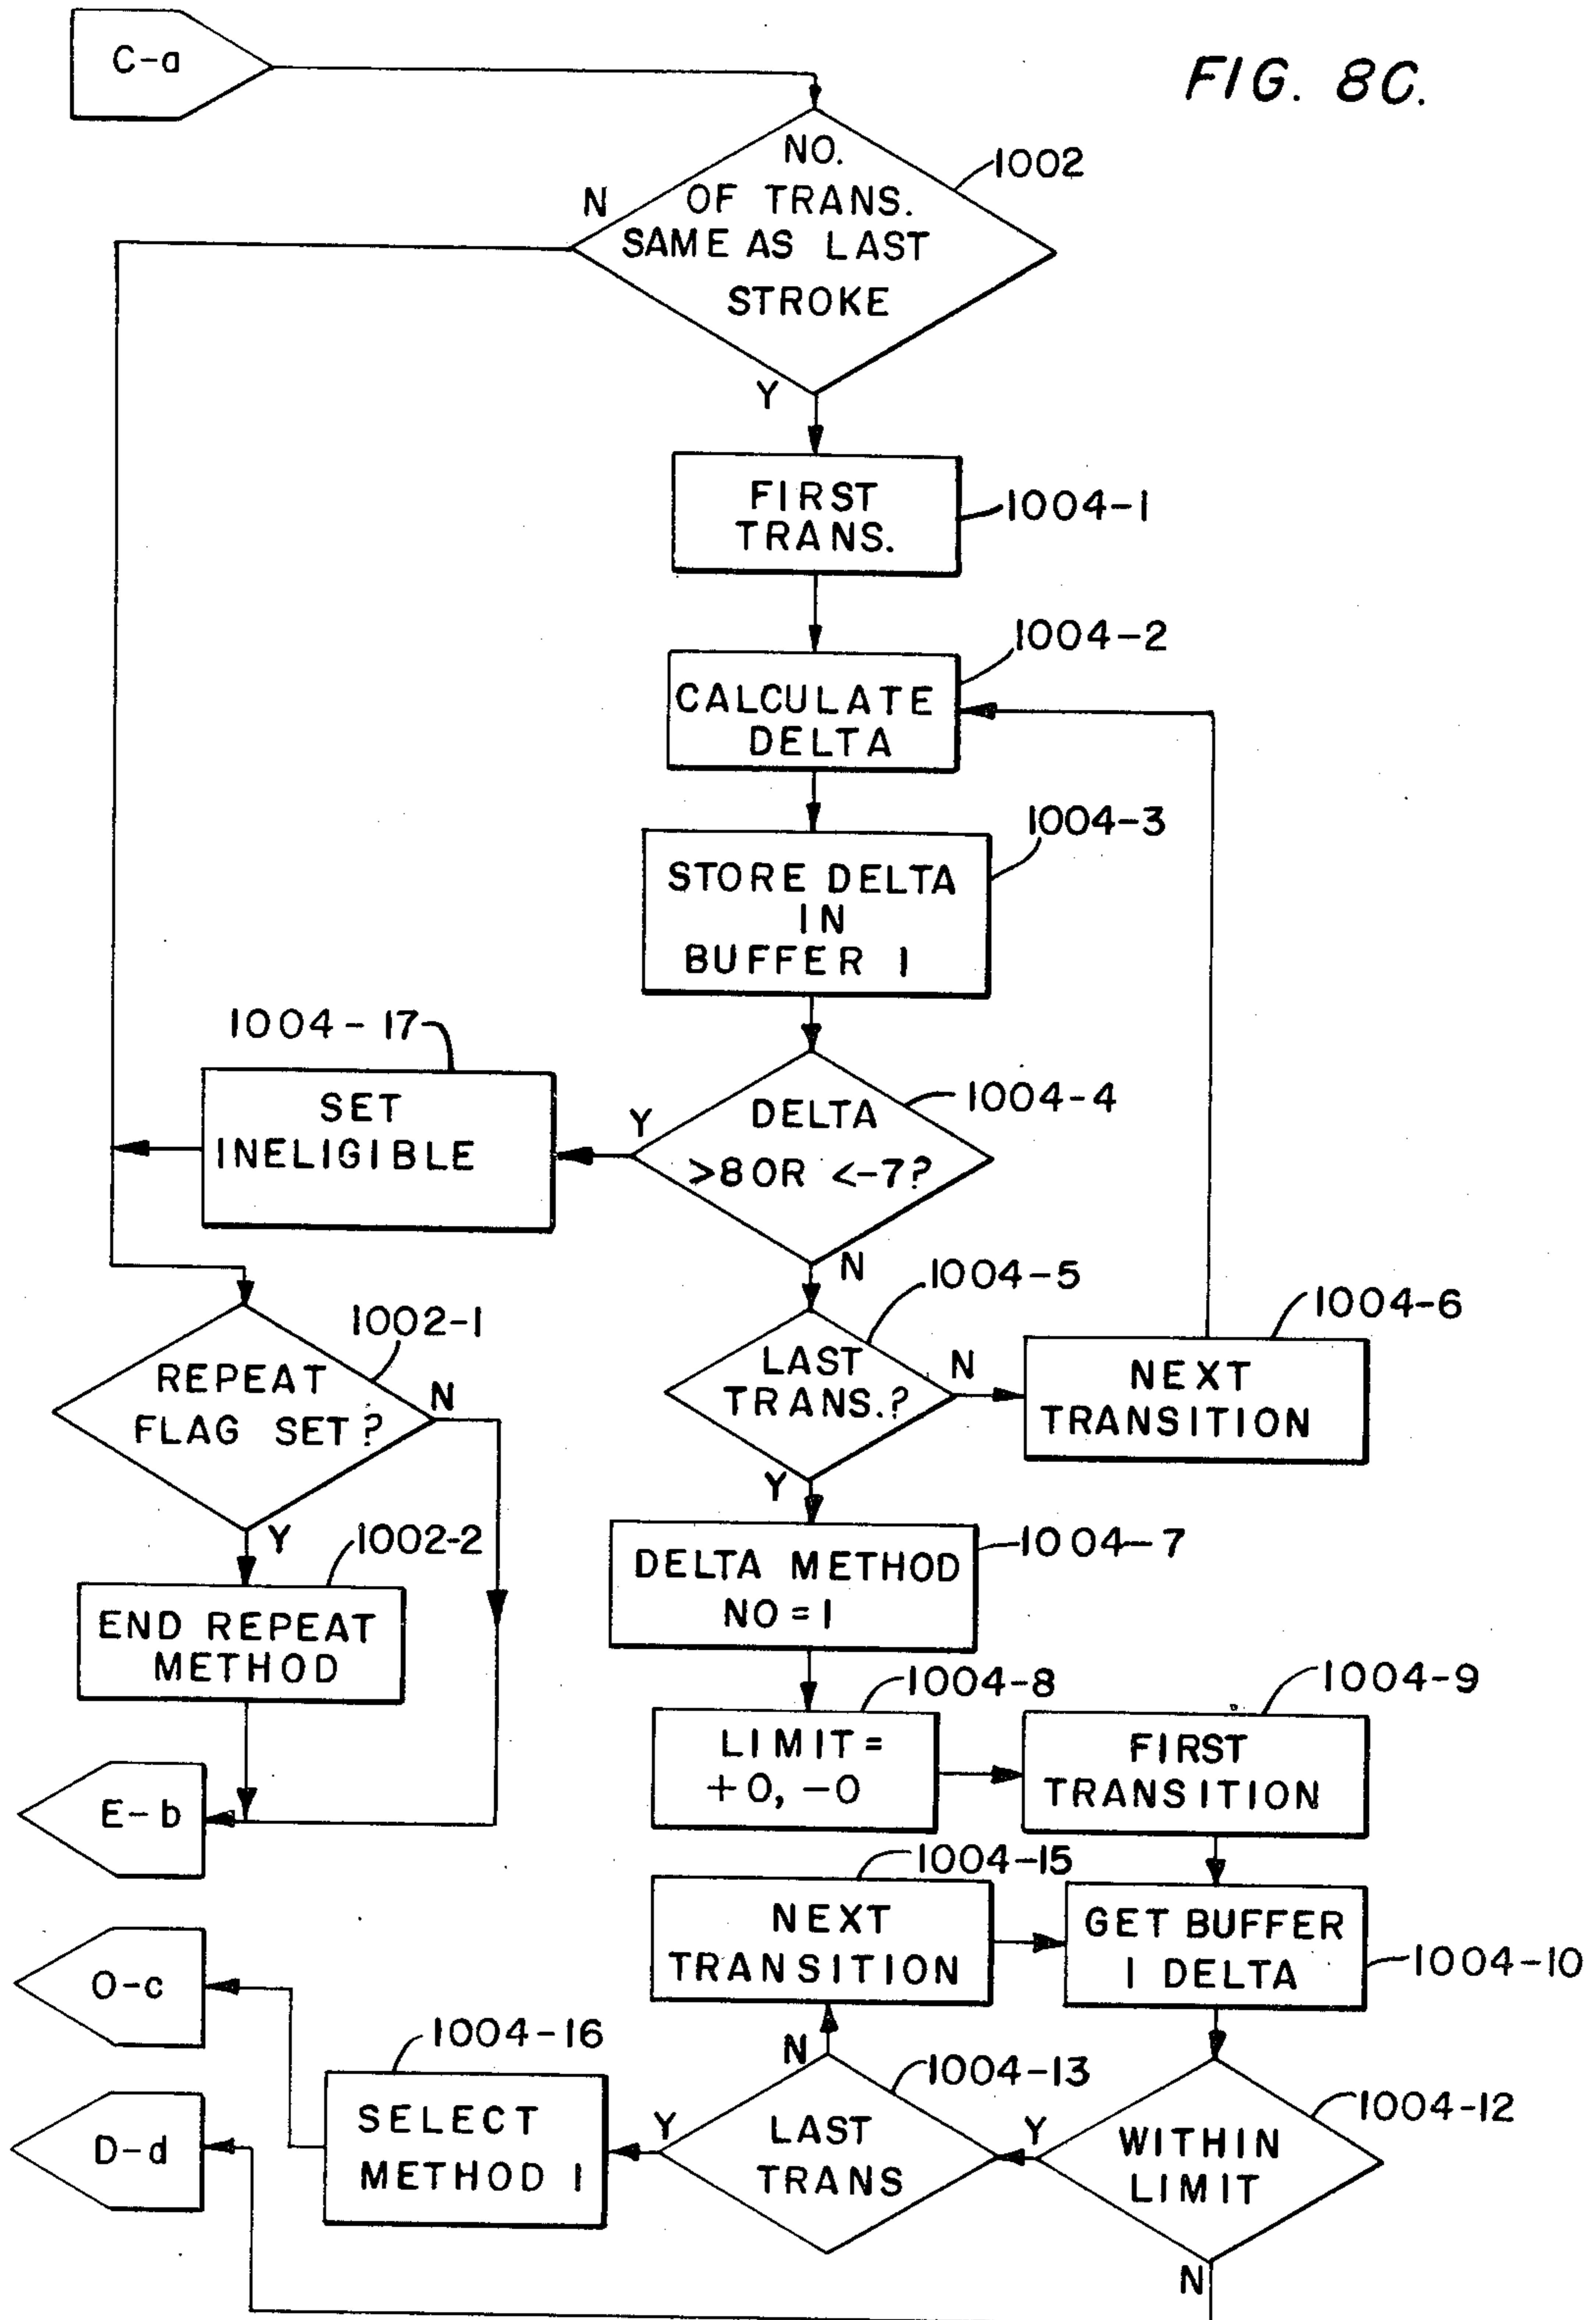 C-a
FIG. 8C.
NO.
OF TRANS.
SAME AS LAST
STROKE
1002
N
Y
FIRST
TRANS.
1004-1
1004-2
CALCULATE
DELTA
1004-3
STORE DELTA
IN
BUFFER 1
1004-17
SET
INELIGIBLE
Y
DELTA
>8 OR <-7?
1004-4
N
1004-5
LAST
TRANS.?
N
Y
1004-6
NEXT
TRANSITION
1002-1
REPEAT
FLAG SET?
N
Y
1002-2
END REPEAT
METHOD
E-b
DELTA METHOD
NO=1
1004-7
1004-8
LIMIT=
+0, -0
1004-9
FIRST
TRANSITION
1004-15
NEXT
TRANSITION
GET BUFFER
1 DELTA
1004-10
O-c
1004-16
SELECT
METHOD 1
Y
N
1004-13
LAST
TRANS
Y
1004-12
WITHIN
LIMIT
N
D-d